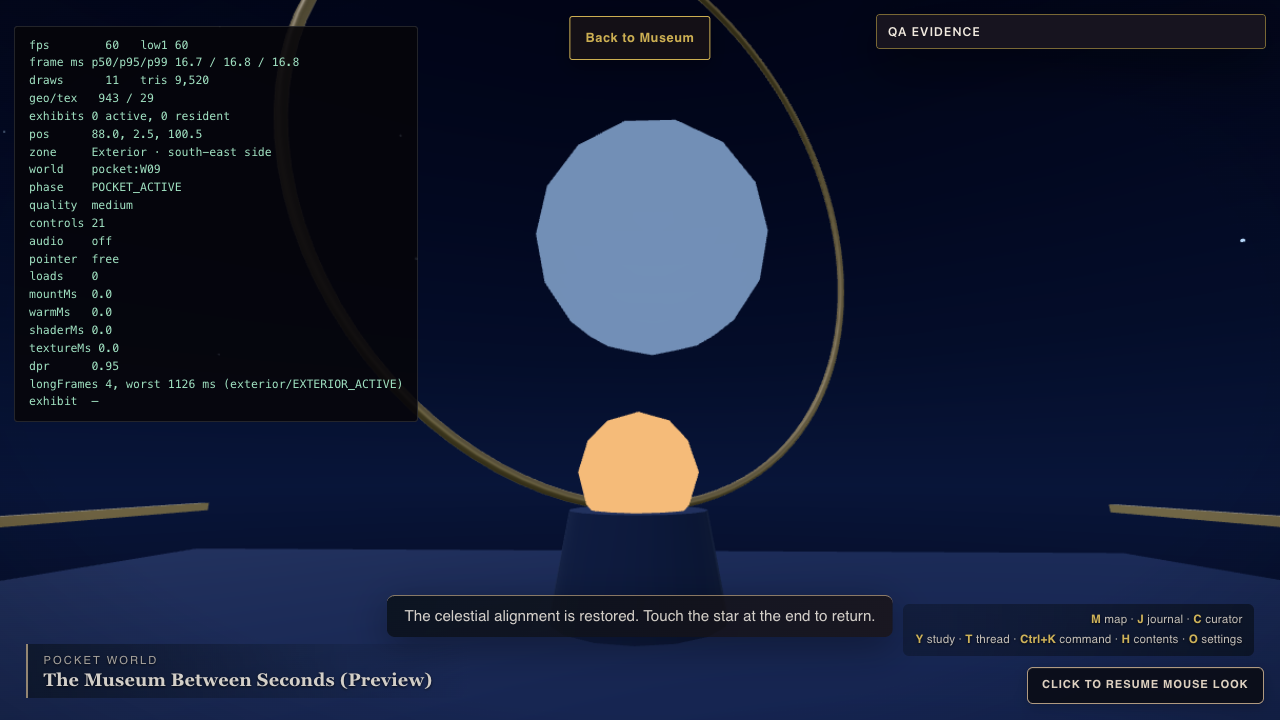 fps 60 low1 60
frame ms p50/p95/p99 16.7 / 16.8 / 16.8
draws 11 tris 9,520
geo/tex 943 / 29
exhibits 0 active, 0 resident
pos 88.0, 2.5, 100.5
zone Exterior · south-east side
world pocket:W09
phase POCKET_ACTIVE
quality medium
controls 21
audio off
pointer free
loads 0
mountMs 0.0
warmMs 0.0
shaderMs 0.0
textureMs 0.0
dpr 0.95
longFrames 4, worst 1126 ms (exterior/EXTERIOR_ACTIVE)
exhibit —
Back to Museum
QA EVIDENCE
The celestial alignment is restored. Touch the star at the end to return.
M map · J journal · C curator
Y study · T thread · Ctrl+K command · H contents · O settings
POCKET WORLD
The Museum Between Seconds (Preview)
CLICK TO RESUME MOUSE LOOK